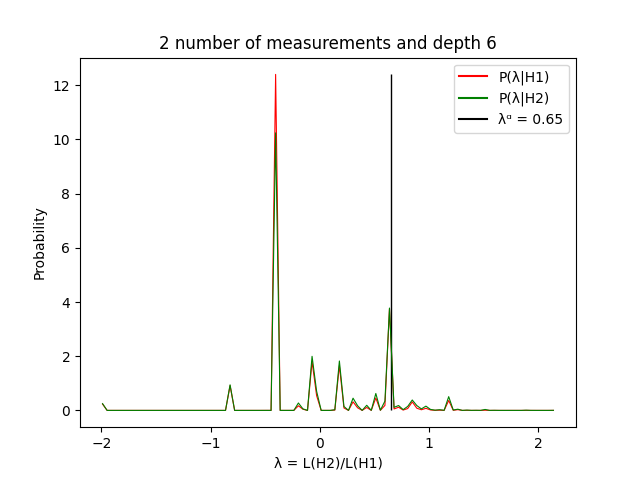 2 number of measurements and depth 6
P(λ|H1)
P(λ|H2)
λᵅ = 0.65
Probability
12
10
8
6
4
2
0
−2
−1
0
1
2
λ = L(H2)/L(H1)